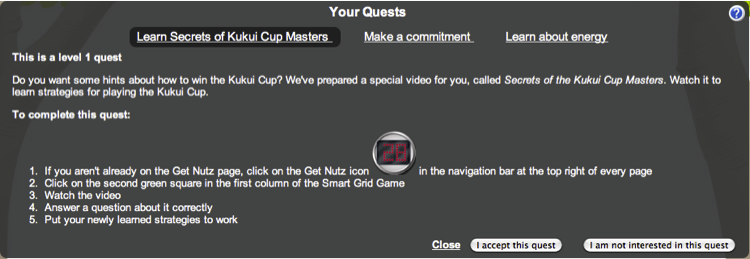 Your Quests
?
Learn Secrets of Kukui Cup Masters Make a commitment Learn about energy
This is a level 1 quest
Do you want some hints about how to win the Kukui Cup? We've prepared a special video for you, called Secrets of the Kukui Cup Masters. Watch it to
learn strategies for playing the Kukui Cup.
To complete this quest:
1. If you aren't already on the Get Nutz page, click on the Get Nutz icon 23 in the navigation bar at the top right of every page
2. Click on the second green square in the first column of the Smart Grid Game
3. Watch the video
4. Answer a question about it correctly
5. Put your newly learned strategies to work
Close I accept this quest I am not interested in this quest